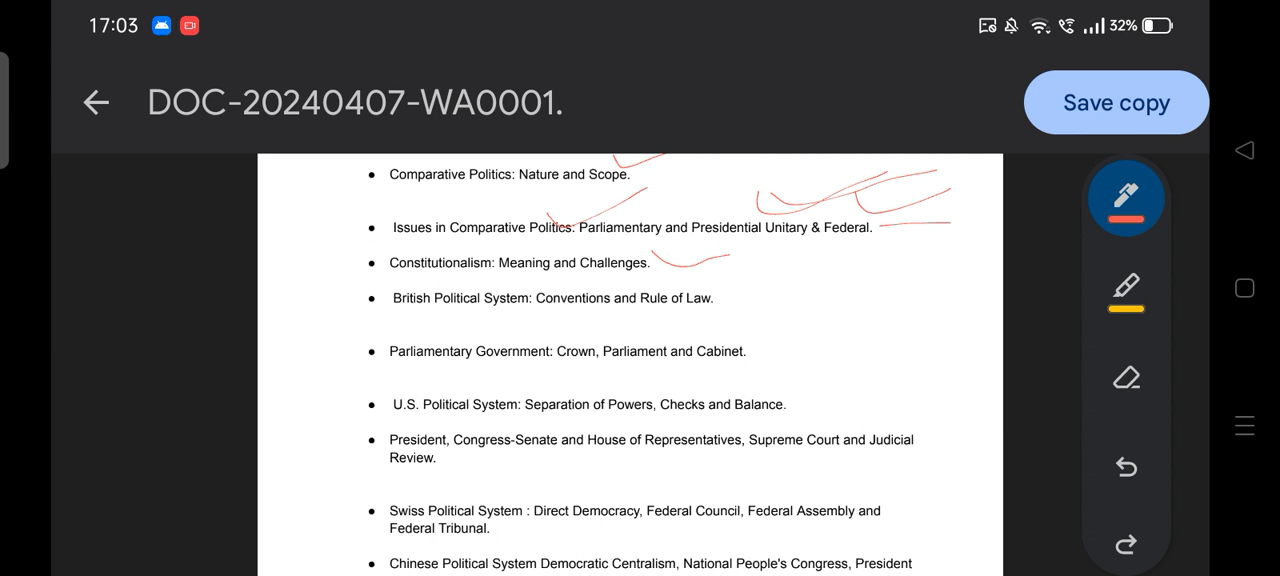 17:03
32%
DOC-20240407-WA0001.
Save copy
• Comparative Politics: Nature and Scope.
• Issues in Comparative Politics: Parliamentary and Presidential Unitary & Federal.
• Constitutionalism: Meaning and Challenges.
• British Political System: Conventions and Rule of Law.
• Parliamentary Government: Crown, Parliament and Cabinet.
• U.S. Political System: Separation of Powers, Checks and Balance.
• President, Congress-Senate and House of Representatives, Supreme Court and Judicial
Review.
• Swiss Political System : Direct Democracy, Federal Council, Federal Assembly and
Federal Tribunal.
• Chinese Political System Democratic Centralism, National People's Congress, President